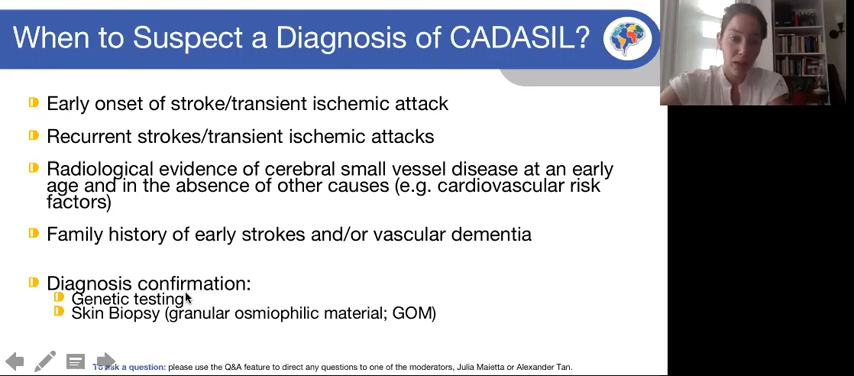 When to Suspect a Diagnosis of CADASIL?
Early onset of stroke/transient ischemic attack
Recurrent strokes/transient ischemic attacks
Radiological evidence of cerebral small vessel disease at an early
age and in the absence of other causes (e.g. cardiovascular risk
factors)
Family history of early strokes and/or vascular dementia
Diagnosis confirmation:
Genetic testing
Skin Biopsy (granular osmiophilic material; GOM)
To ask a question: please use the Q&A feature to direct any questions to one of the moderators, Julia Maietta or Alexander Tan.